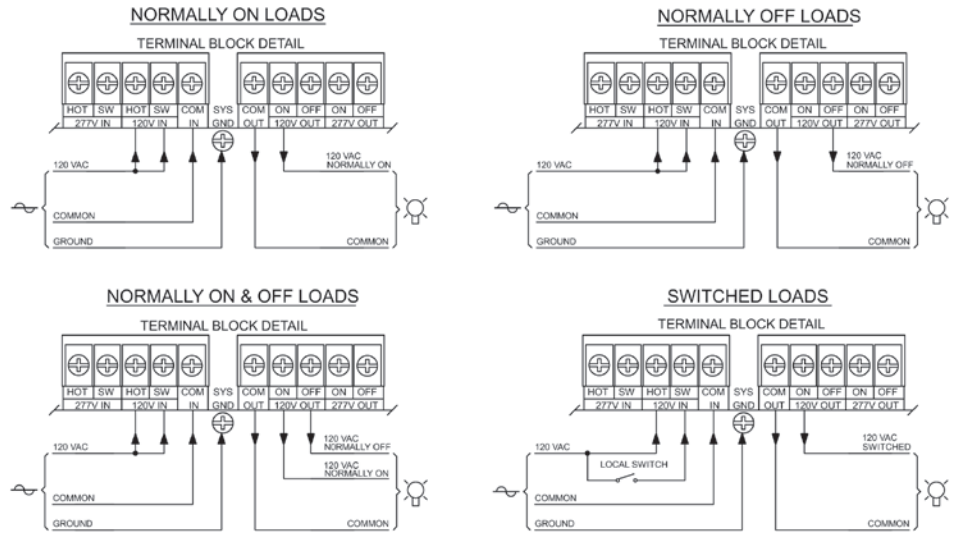 NORMALLY ON LOADS
TERMINAL BLOCK DETAIL
HOT SW HOT SW COM SYS COM ON OFF ON OFF
277V IN 120V IN IN GND OUT 120V OUT 277V OUT
120 VAC
120 VAC
NORMALLY ON
COMMON
GROUND
COMMON
NORMALLY OFF LOADS
TERMINAL BLOCK DETAIL
HOT SW HOT SW COM SYS COM ON OFF ON OFF
277V IN 120V IN IN GND OUT 120V OUT 277V OUT
120 VAC
120 VAC
NORMALLY OFF
COMMON
GROUND
COMMON
NORMALLY ON & OFF LOADS
TERMINAL BLOCK DETAIL
HOT SW HOT SW COM SYS COM ON OFF ON OFF
277V IN 120V IN IN GND OUT 120V OUT 277V OUT
120 VAC
120 VAC
NORMALLY OFF
120 VAC
NORMALLY ON
COMMON
GROUND
COMMON
SWITCHED LOADS
TERMINAL BLOCK DETAIL
HOT SW HOT SW COM SYS COM ON OFF ON OFF
277V IN 120V IN IN GND OUT 120V OUT 277V OUT
120 VAC
120 VAC
SWITCHED
LOCAL SWITCH
COMMON
GROUND
COMMON